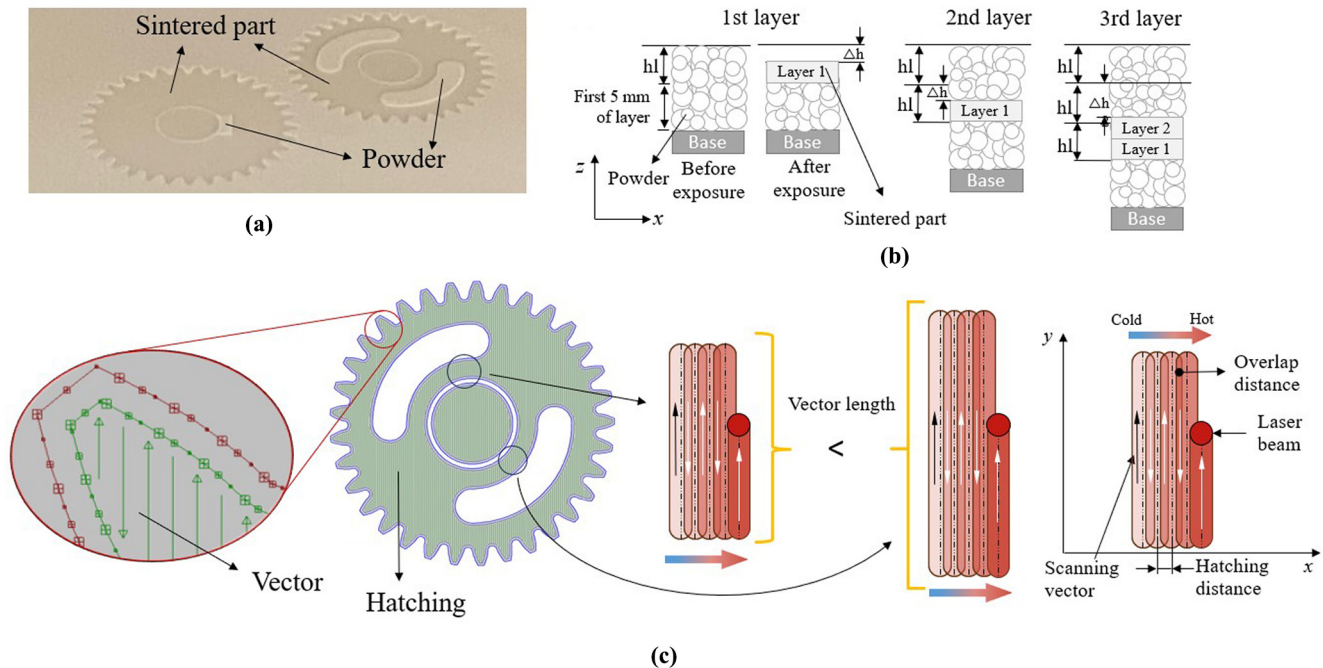 Sintered part
Powder
(a)
1st layer
2nd layer
3rd layer
hl
First 5 mm
of layer
Base
Powder
Before
exposure
Δh
Layer 1
Base
After
exposure
Sintered part
z
x
hl
Δh
hl
Layer 1
Base
hl
hl
Δh
hl
Layer 2
Layer 1
Base
(b)
Vector
Hatching
Vector length
<
y
Cold
Hot
Overlap
distance
Laser
beam
Scanning
vector
Hatching
distance
x
(c)